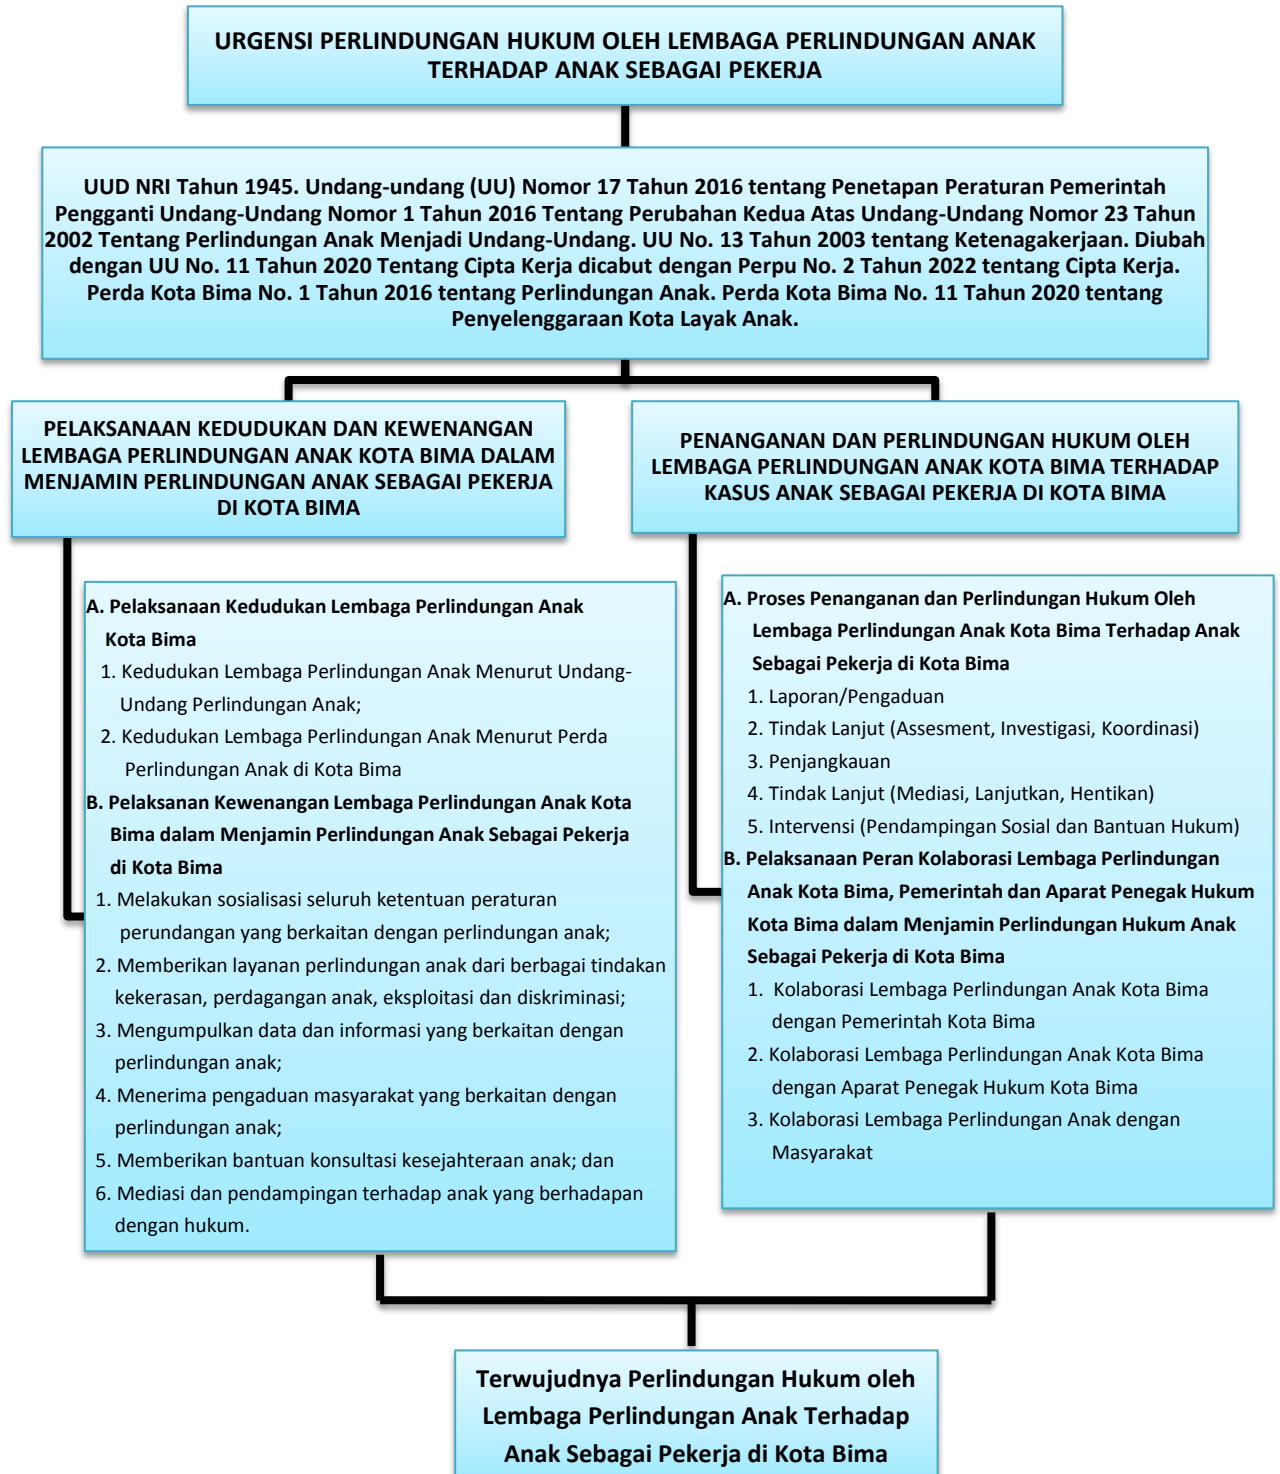 URGENSI PERLINDUNGAN HUKUM OLEH LEMBAGA PERLINDUNGAN ANAK
TERHADAP ANAK SEBAGAI PEKERJA
UUD NRI Tahun 1945. Undang-undang (UU) Nomor 17 Tahun 2016 tentang Penetapan Peraturan Pemerintah
Pengganti Undang-Undang Nomor 1 Tahun 2016 Tentang Perubahan Kedua Atas Undang-Undang Nomor 23 Tahun
2002 Tentang Perlindungan Anak Menjadi Undang-Undang. UU No. 13 Tahun 2003 tentang Ketenagakerjaan. Diubah
dengan UU No. 11 Tahun 2020 Tentang Cipta Kerja dicabut dengan Perpu No. 2 Tahun 2022 tentang Cipta Kerja.
Perda Kota Bima No. 1 Tahun 2016 tentang Perlindungan Anak. Perda Kota Bima No. 11 Tahun 2020 tentang
Penyelenggaraan Kota Layak Anak.
PELAKSANAAN KEDUDUKAN DAN KEWENANGAN
LEMBAGA PERLINDUNGAN ANAK KOTA BIMA DALAM
MENJAMIN PERLINDUNGAN ANAK SEBAGAI PEKERJA
DI KOTA BIMA
A. Pelaksanaan Kedudukan Lembaga Perlindungan Anak
Kota Bima
1. Kedudukan Lembaga Perlindungan Anak Menurut Undang-
Undang Perlindungan Anak;
2. Kedudukan Lembaga Perlindungan Anak Menurut Perda
Perlindungan Anak di Kota Bima
B. Pelaksanan Kewenangan Lembaga Perlindungan Anak Kota
Bima dalam Menjamin Perlindungan Anak Sebagai Pekerja
di Kota Bima
1. Melakukan sosialisasi seluruh ketentuan peraturan
perundangan yang berkaitan dengan perlindungan anak;
2. Memberikan layanan perlindungan anak dari berbagai tindakan
kekerasan, perdagangan anak, eksploitasi dan diskriminasi;
3. Mengumpulkan data dan informasi yang berkaitan dengan
perlindungan anak;
4. Menerima pengaduan masyarakat yang berkaitan dengan
perlindungan anak;
5. Memberikan bantuan konsultasi kesejahteraan anak; dan
6. Mediasi dan pendampingan terhadap anak yang berhadapan
dengan hukum.
PENANGANAN DAN PERLINDUNGAN HUKUM OLEH
LEMBAGA PERLINDUNGAN ANAK KOTA BIMA TERHADAP
KASUS ANAK SEBAGAI PEKERJA DI KOTA BIMA
A. Proses Penanganan dan Perlindungan Hukum Oleh
Lembaga Perlindungan Anak Kota Bima Terhadap Anak
Sebagai Pekerja di Kota Bima
1. Laporan/Pengaduan
2. Tindak Lanjut (Assesment, Investigasi, Koordinasi)
3. Penjangkauan
4. Tindak Lanjut (Mediasi, Lanjutkan, Hentikan)
5. Intervensi (Pendampingan Sosial dan Bantuan Hukum)
B. Pelaksanaan Peran Kolaborasi Lembaga Perlindungan
Anak Kota Bima, Pemerintah dan Aparat Penegak Hukum
Kota Bima dalam Menjamin Perlindungan Hukum Anak
Sebagai Pekerja di Kota Bima
1. Kolaborasi Lembaga Perlindungan Anak Kota Bima
dengan Pemerintah Kota Bima
2. Kolaborasi Lembaga Perlindungan Anak Kota Bima
dengan Aparat Penegak Hukum Kota Bima
3. Kolaborasi Lembaga Perlindungan Anak dengan
Masyarakat
Terwujudnya Perlindungan Hukum oleh
Lembaga Perlindungan Anak Terhadap
Anak Sebagai Pekerja di Kota Bima